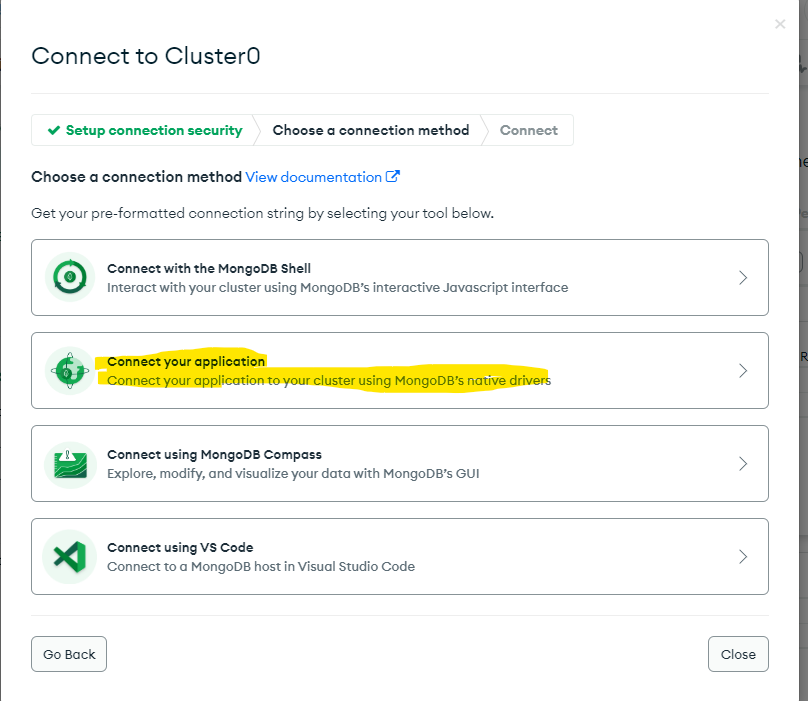 Connect to Cluster0
Setup connection security
Choose a connection method
Connect
Choose a connection method View documentation
Get your pre-formatted connection string by selecting your tool below.
Connect with the MongoDB Shell
Interact with your cluster using MongoDB's interactive Javascript interface
Connect your application
Connect your application to your cluster using MongoDB's native drivers
Connect using MongoDB Compass
Explore, modify, and visualize your data with MongoDB's GUI
Connect using VS Code
Connect to a MongoDB host in Visual Studio Code
Go Back
Close